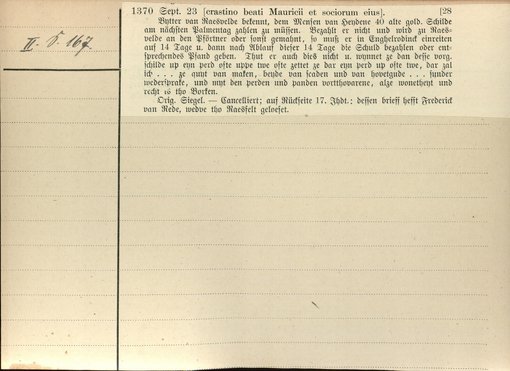 II. S. 167.
1370 Sept. 23 [crastino beati Mauricii et sociorum eius]. [28
Bytter van Raesvelde bekent, dem Mensen van Heydene 40 alte gold. Schilde
am nächsten Palmentag zahlen zu müssen. Bezahlt er nicht und wird zu Raes-
velde an den Pförtner oder sonst gemahnt, so muß er in Enghelrodinck einreiten
auf 14 Tage u. dann nach Ablauf dieser 14 Tage die Schuld bezahlen oder ent-
sprechendes Pfand geben. Thut er auch dies nicht u. wynnet ze dan desse vorg.
schilde up eyn perd ofte uppe twe ofte zettet ze dar eyn perd up ofte twe, dar zal
ich . . . ze quyt van maken, beyde van scaden und van hovetgude . . . sunder
wedersprake, und myt den perden und panden vortthovarene, alze wonetheyt und
recht is tho Borken.
Orig. Siegel. — Cancelliert; auf Rückseite 17. Jhdt.: dessen brieff hefft Frederick
van Rede, wedve tho Raesfelt geloeset.